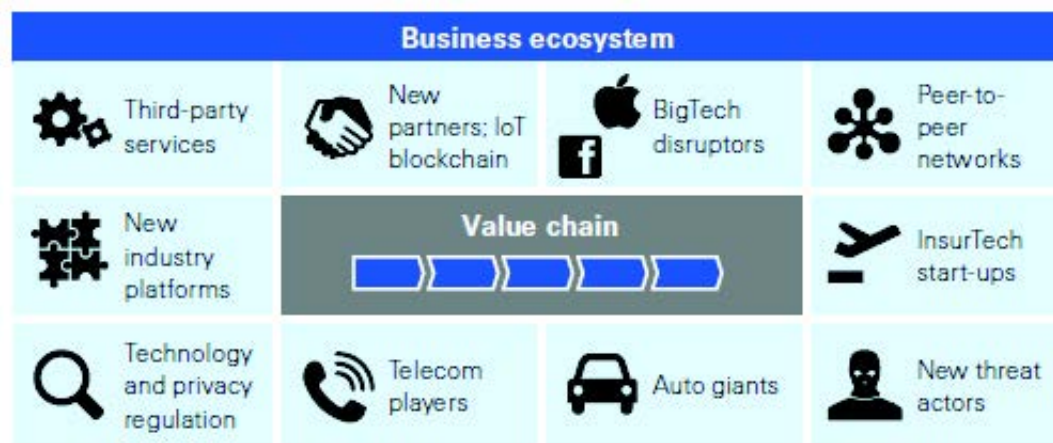 Business ecosystem
Third-party
services
New
partners; IoT
blockchain
BigTech
disruptors
Peer-to-
peer
networks
New
industry
platforms
Value chain
InsurTech
start-ups
Technology
and privacy
regulation
Telecom
players
Auto giants
New threat
actors